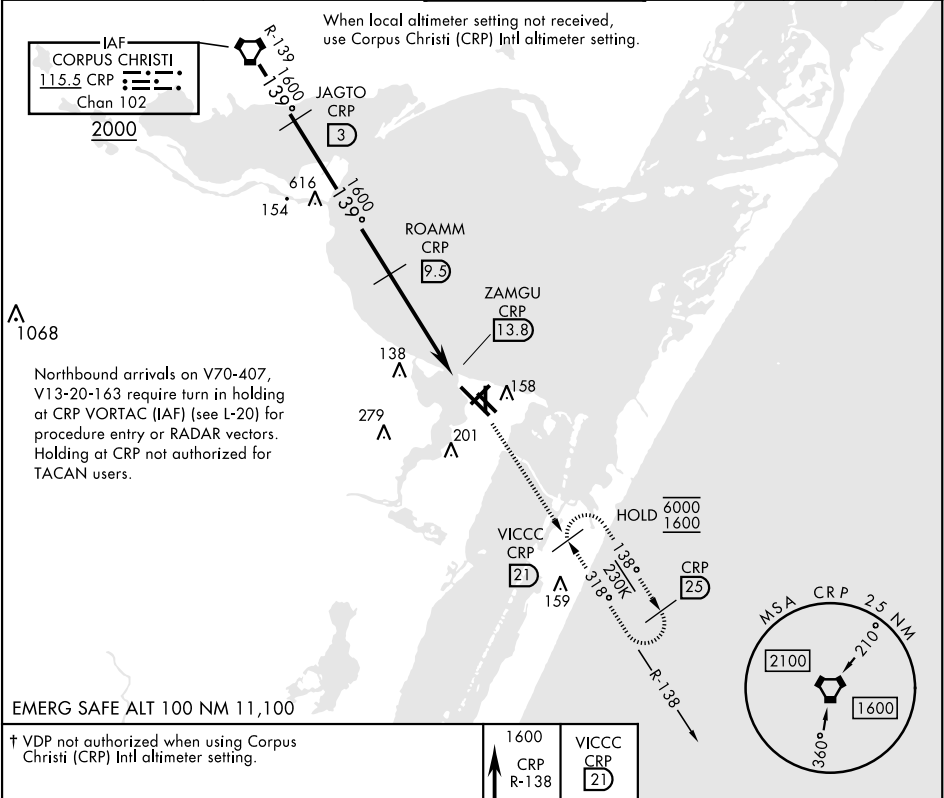 When local altimeter setting not received,
use Corpus Christi (CRP) Intl altimeter setting.
IAF
CORPUS CHRISTI
115.5 CRP
Chan 102
2000
R-139
1600
139°
JAGTO
CRP
3
616
154
1600
139°
ROAMM
CRP
9.5
ZAMGU
CRP
13.8
1068
138
158
279
201
Northbound arrivals on V70-407,
V13-20-163 require turn in holding
at CRP VORTAC (IAF) (see L-20) for
procedure entry or RADAR vectors.
Holding at CRP not authorized for
TACAN users.
HOLD 6000
1600
VICCC
CRP
21
138°
230K
318°
CRP
25
159
R-138
MSA CRP 25 NM
210°
2100
1600
360°
EMERG SAFE ALT 100 NM 11,100
† VDP not authorized when using Corpus
Christi (CRP) Intl altimeter setting.
1600
CRP
R-138
VICCC
CRP
21